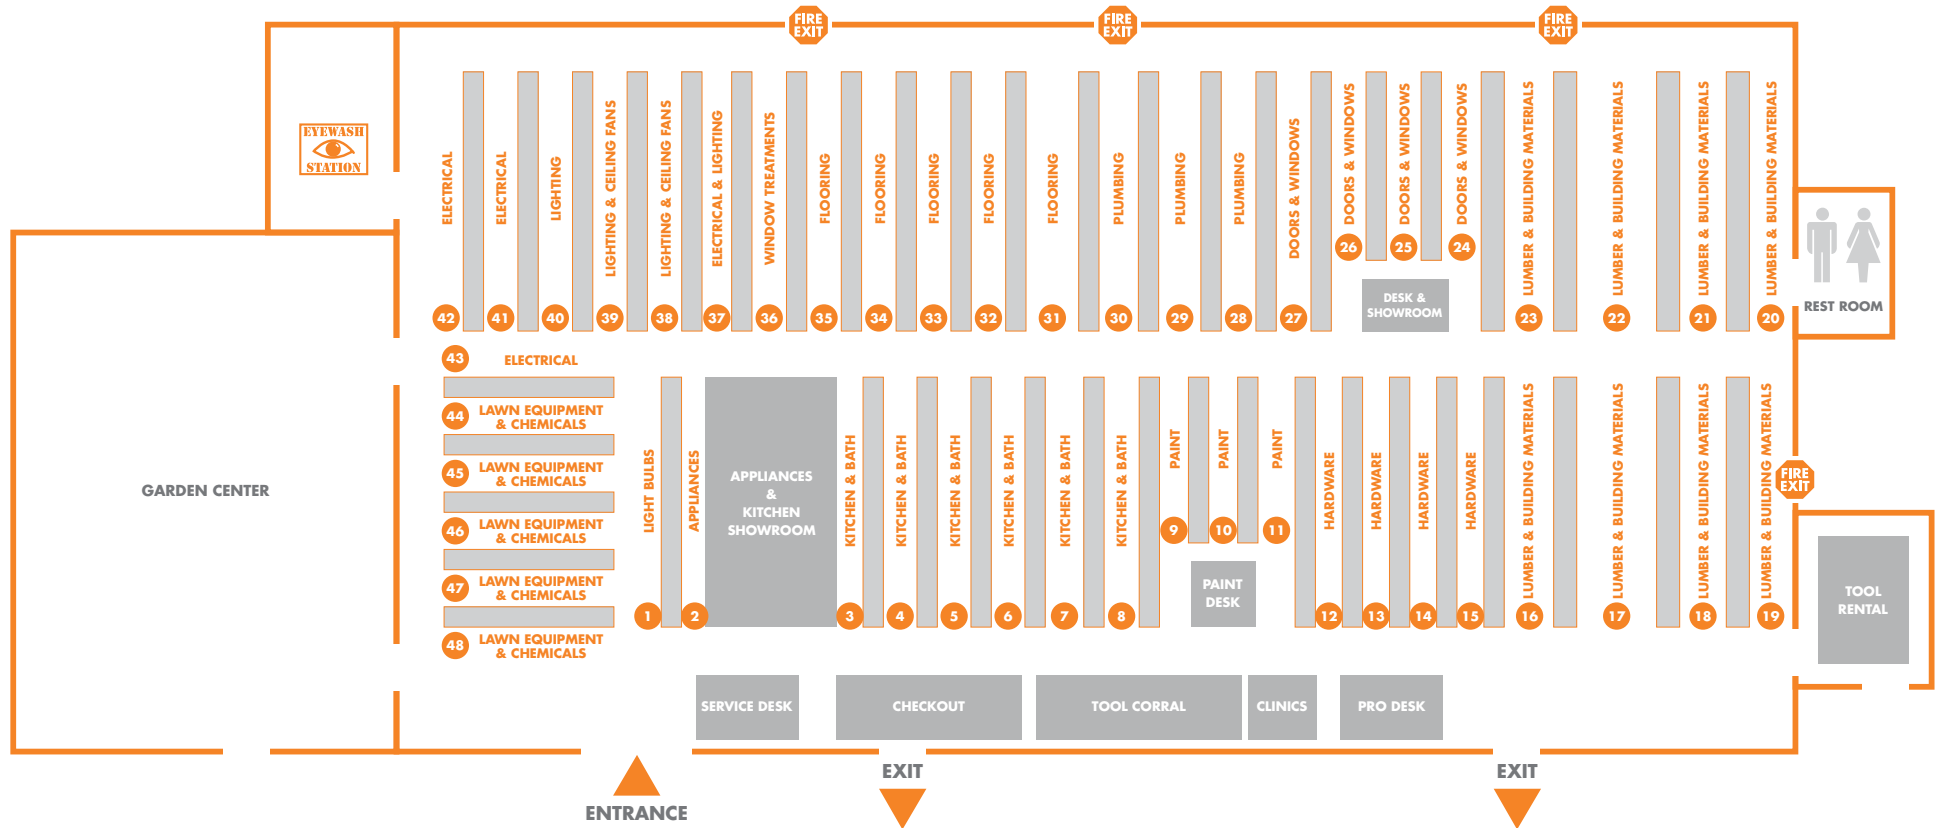 FIRE
EXIT
FIRE
EXIT
FIRE
EXIT
EYEWASH
STATION
ELECTRICAL
ELECTRICAL
LIGHTING
LIGHTING & CEILING FANS
LIGHTING & CEILING FANS
ELECTRICAL & LIGHTING
WINDOW TREATMENTS
FLOORING
FLOORING
FLOORING
FLOORING
FLOORING
PLUMBING
PLUMBING
PLUMBING
DOORS & WINDOWS
DOORS & WINDOWS
DOORS & WINDOWS
DOORS & WINDOWS
LUMBER & BUILDING MATERIALS
LUMBER & BUILDING MATERIALS
LUMBER & BUILDING MATERIALS
LUMBER & BUILDING MATERIALS
26
25
24
DESK &
SHOWROOM
REST ROOM
42
41
40
39
38
37
36
35
34
33
32
31
30
29
28
27
23
22
21
20
43
ELECTRICAL
44
LAWN EQUIPMENT
& CHEMICALS
45
LAWN EQUIPMENT
& CHEMICALS
46
LAWN EQUIPMENT
& CHEMICALS
47
LAWN EQUIPMENT
& CHEMICALS
48
LAWN EQUIPMENT
& CHEMICALS
GARDEN CENTER
LIGHT BULBS
APPLIANCES
APPLIANCES
&
KITCHEN
SHOWROOM
KITCHEN & BATH
KITCHEN & BATH
KITCHEN & BATH
KITCHEN & BATH
KITCHEN & BATH
KITCHEN & BATH
PAINT
PAINT
PAINT
HARDWARE
HARDWARE
HARDWARE
HARDWARE
LUMBER & BUILDING MATERIALS
LUMBER & BUILDING MATERIALS
LUMBER & BUILDING MATERIALS
LUMBER & BUILDING MATERIALS
FIRE
EXIT
9
10
11
PAINT
DESK
TOOL
RENTAL
1
2
3
4
5
6
7
8
12
13
14
15
16
17
18
19
SERVICE DESK
CHECKOUT
TOOL CORRAL
CLINICS
PRO DESK
ENTRANCE
EXIT
EXIT